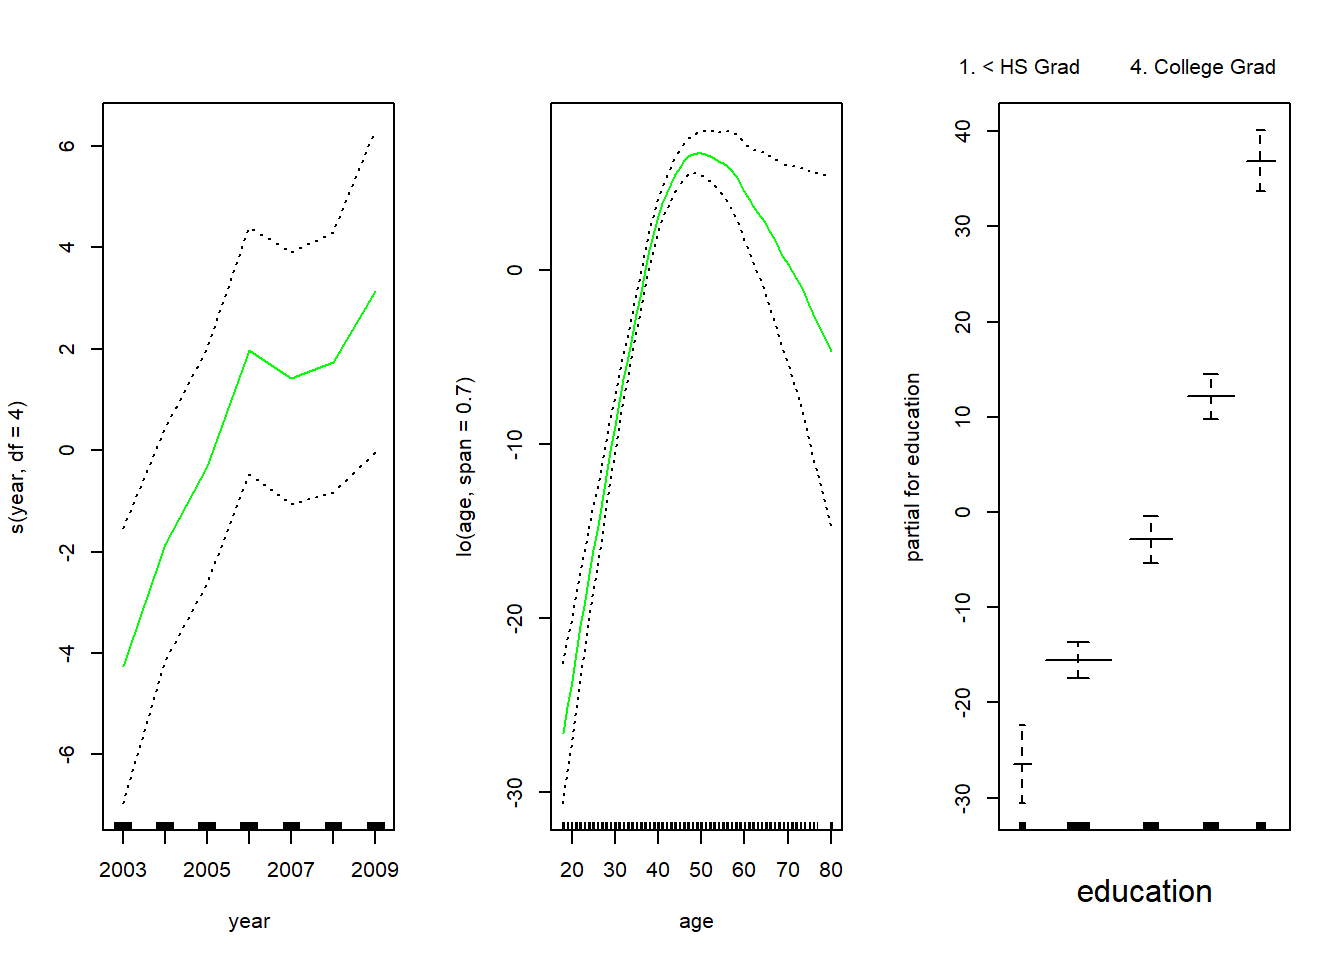 s(year, df = 4)
6
4
2
0
-2
-4
-6
2003 2005 2007 2009
year
lo(age, span = 0.7)
0
-10
-20
-30
20 30 40 50 60 70 80
age
1. < HS Grad 4. College Grad
partial for education
40
30
20
10
0
-10
-20
-30
education